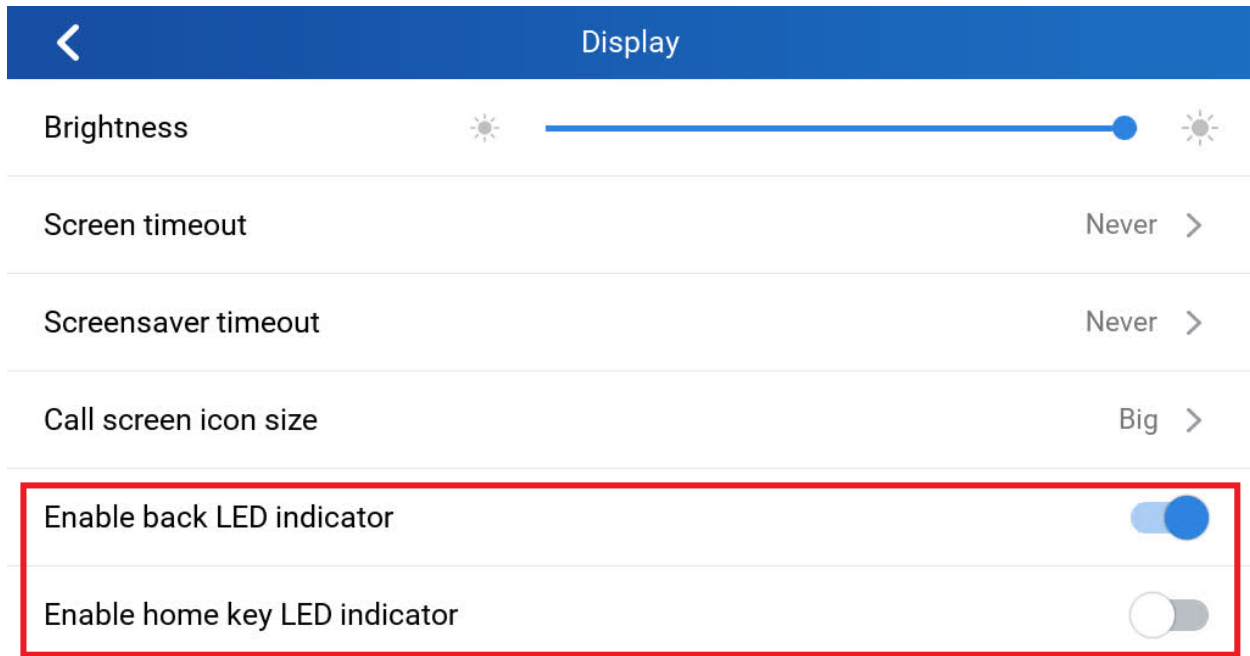 Display
Brightness
Screen timeout Never
Screensaver timeout Never
Call screen icon size Big
Enable back LED indicator
Enable home key LED indicator